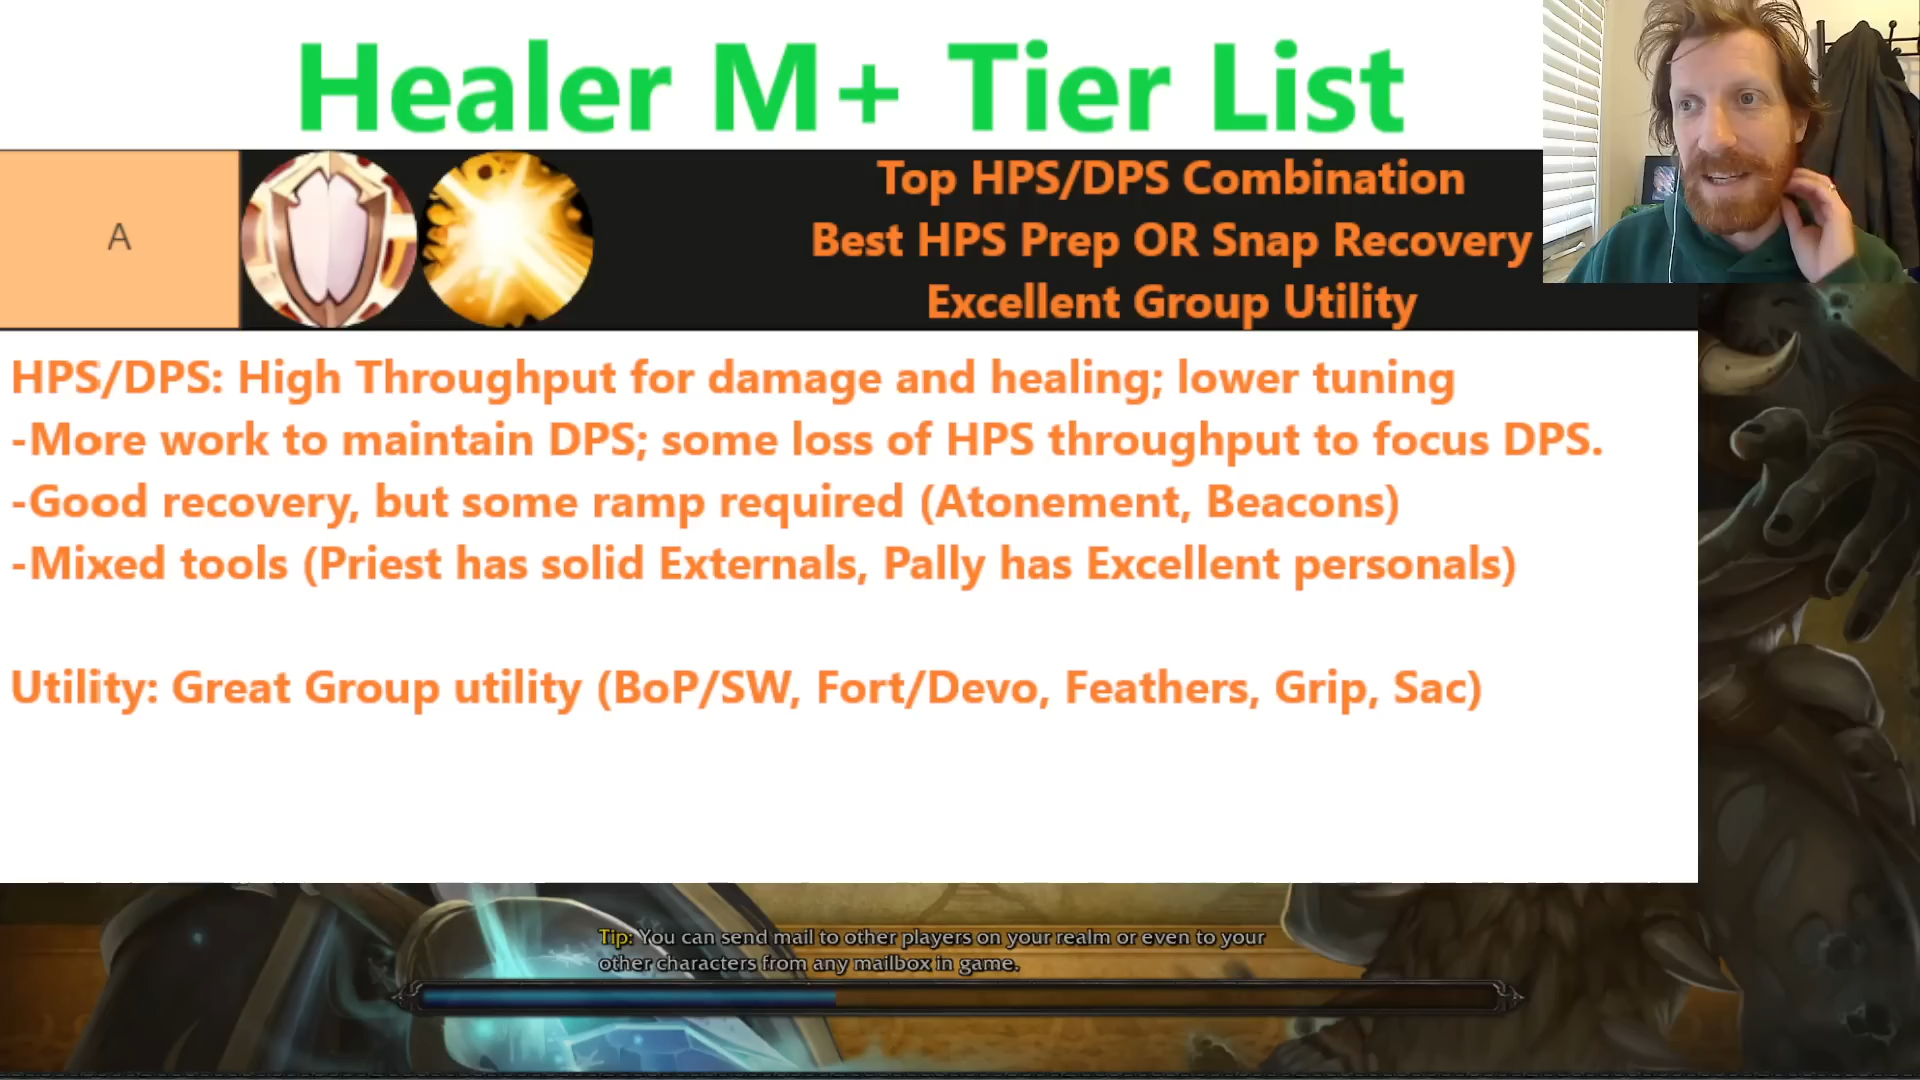 Healer M+ Tier List
A
Top HPS/DPS Combination
Best HPS Prep OR Snap Recovery
Excellent Group Utility
HPS/DPS: High Throughput for damage and healing; lower tuning
-More work to maintain DPS; some loss of HPS throughput to focus DPS.
-Good recovery, but some ramp required (Atonement, Beacons)
-Mixed tools (Priest has solid Externals, Pally has Excellent personals)
Utility: Great Group utility (BoP/SW, Fort/Devo, Feathers, Grip, Sac)
Tip: You can send mail to other players on your realm or even to your
other characters from any mailbox in game.